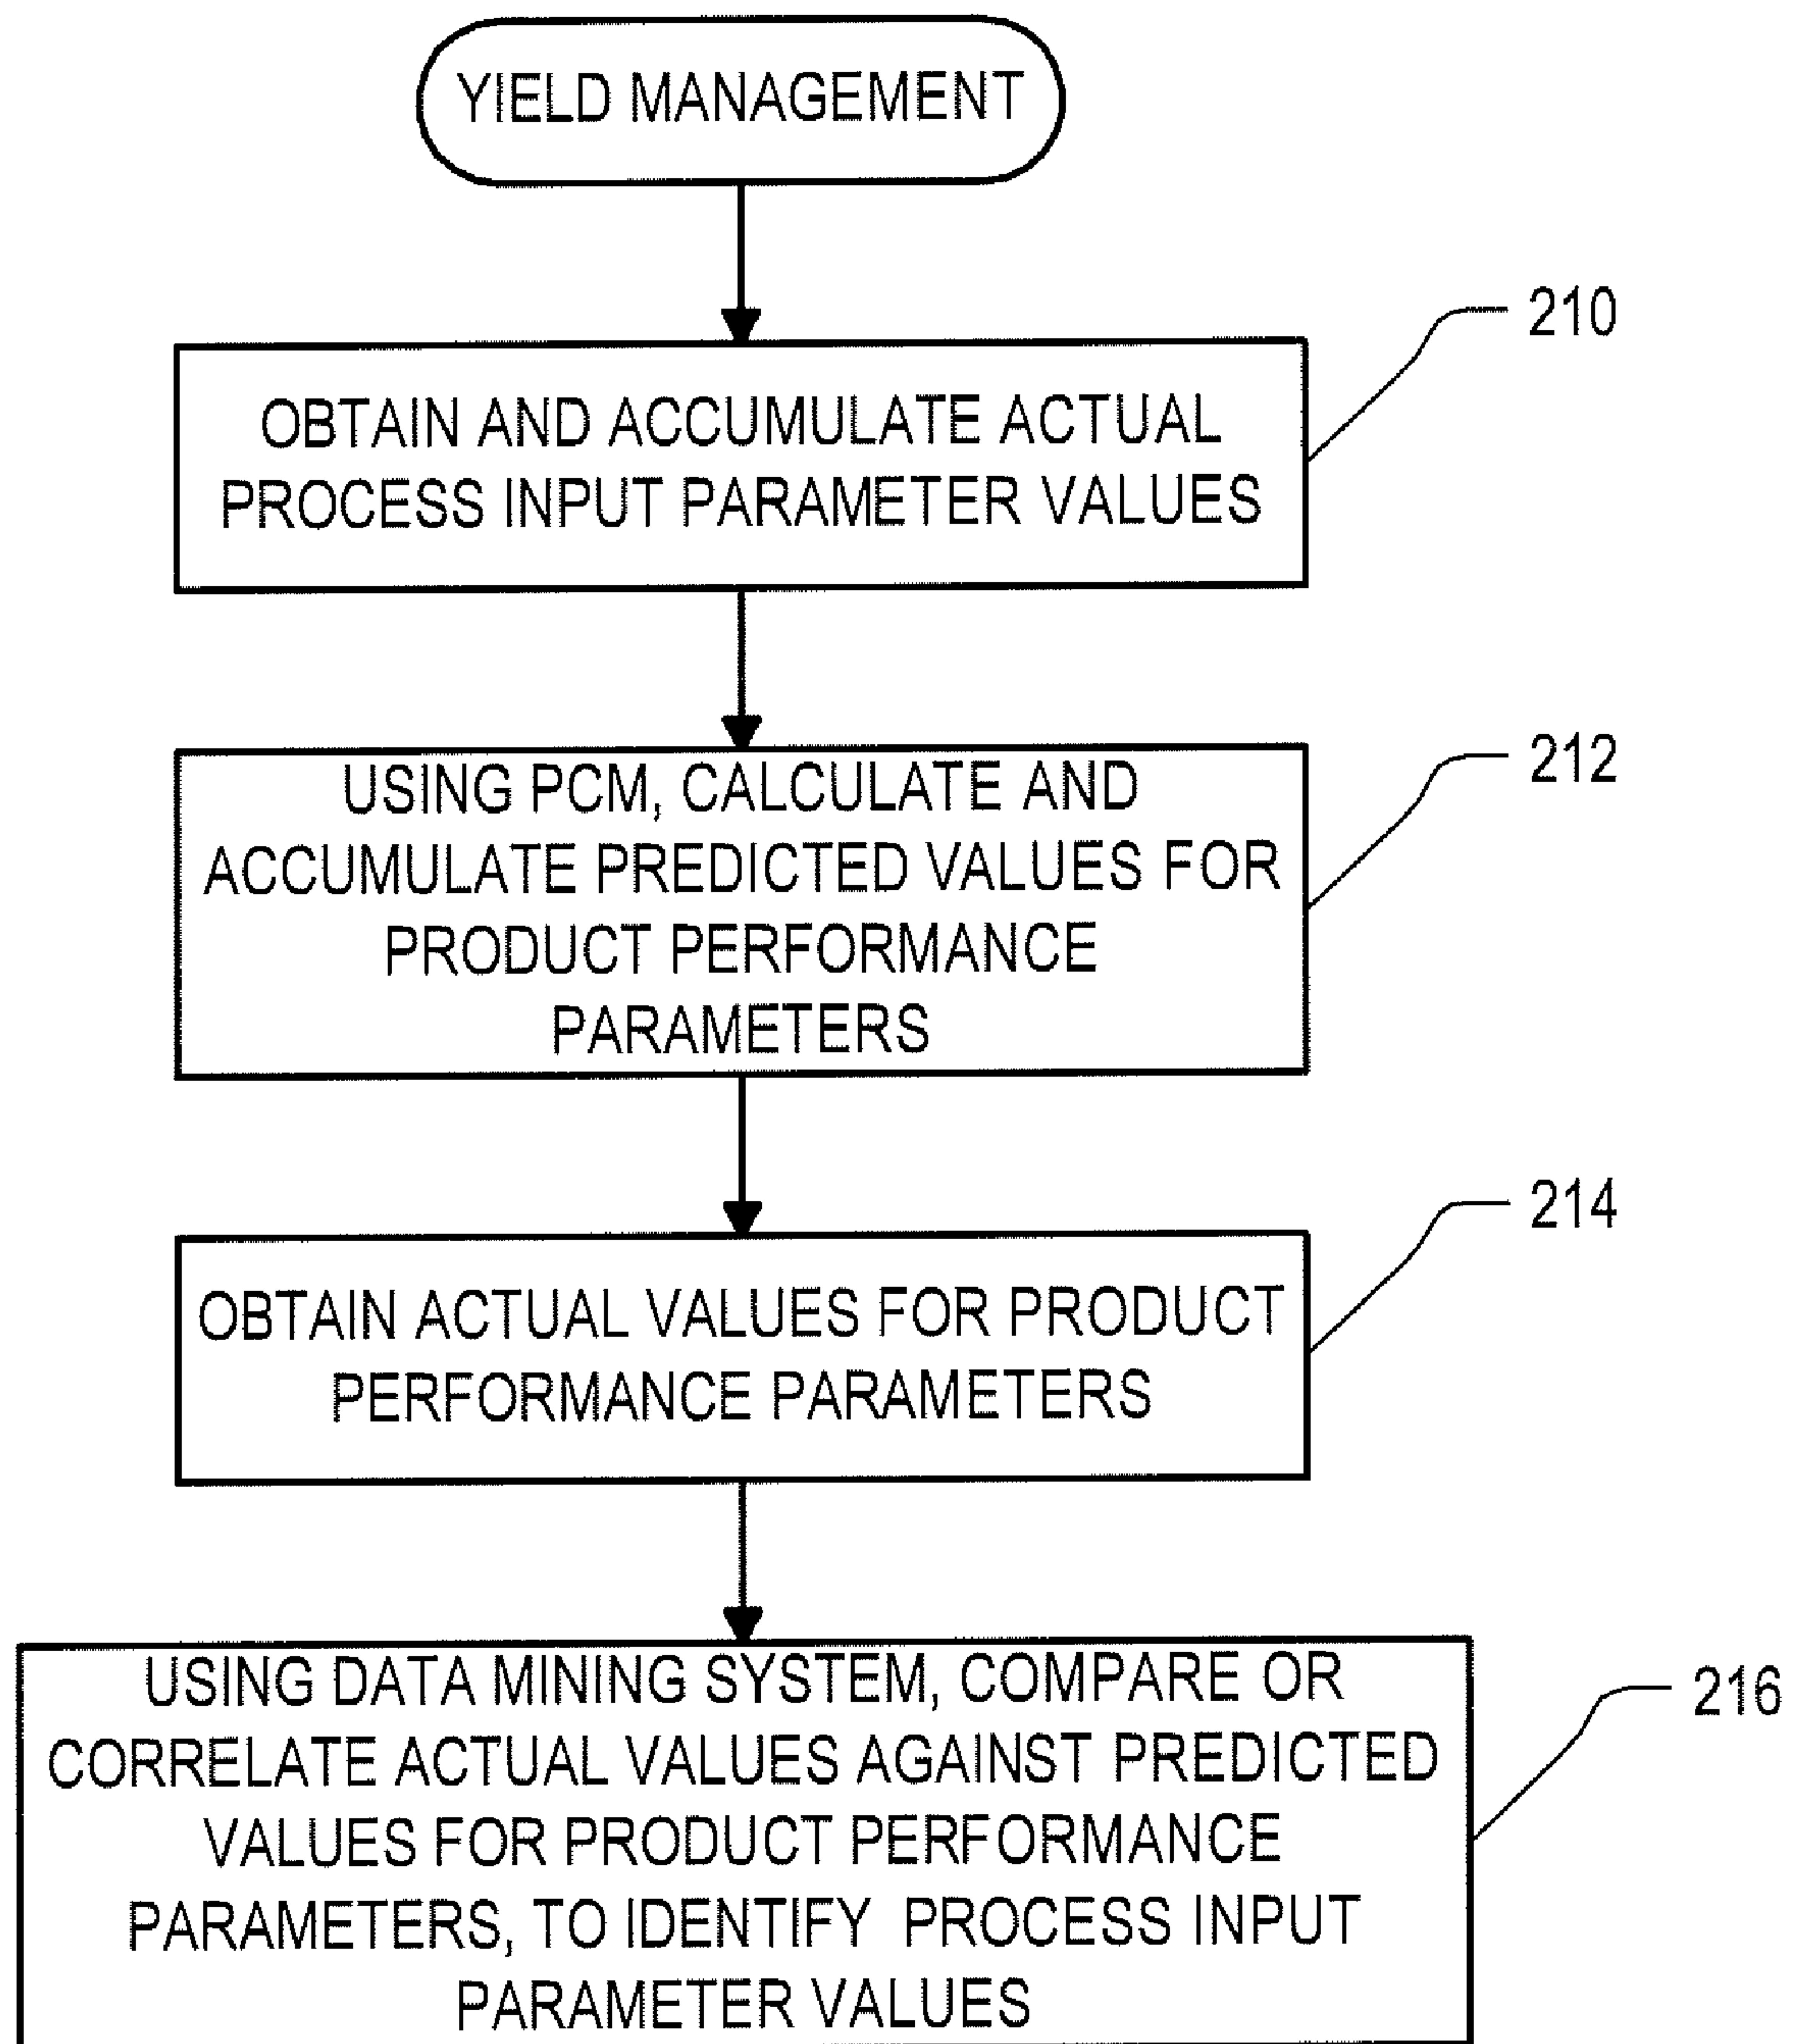 YIELD MANAGEMENT
210
OBTAIN AND ACCUMULATE ACTUAL
PROCESS INPUT PARAMETER VALUES
212
USING PCM, CALCULATE AND
ACCUMULATE PREDICTED VALUES FOR
PRODUCT PERFORMANCE
PARAMETERS
214
OBTAIN ACTUAL VALUES FOR PRODUCT
PERFORMANCE PARAMETERS
216
USING DATA MINING SYSTEM, COMPARE OR
CORRELATE ACTUAL VALUES AGAINST PREDICTED
VALUES FOR PRODUCT PERFORMANCE
PARAMETERS, TO IDENTIFY PROCESS INPUT
PARAMETER VALUES